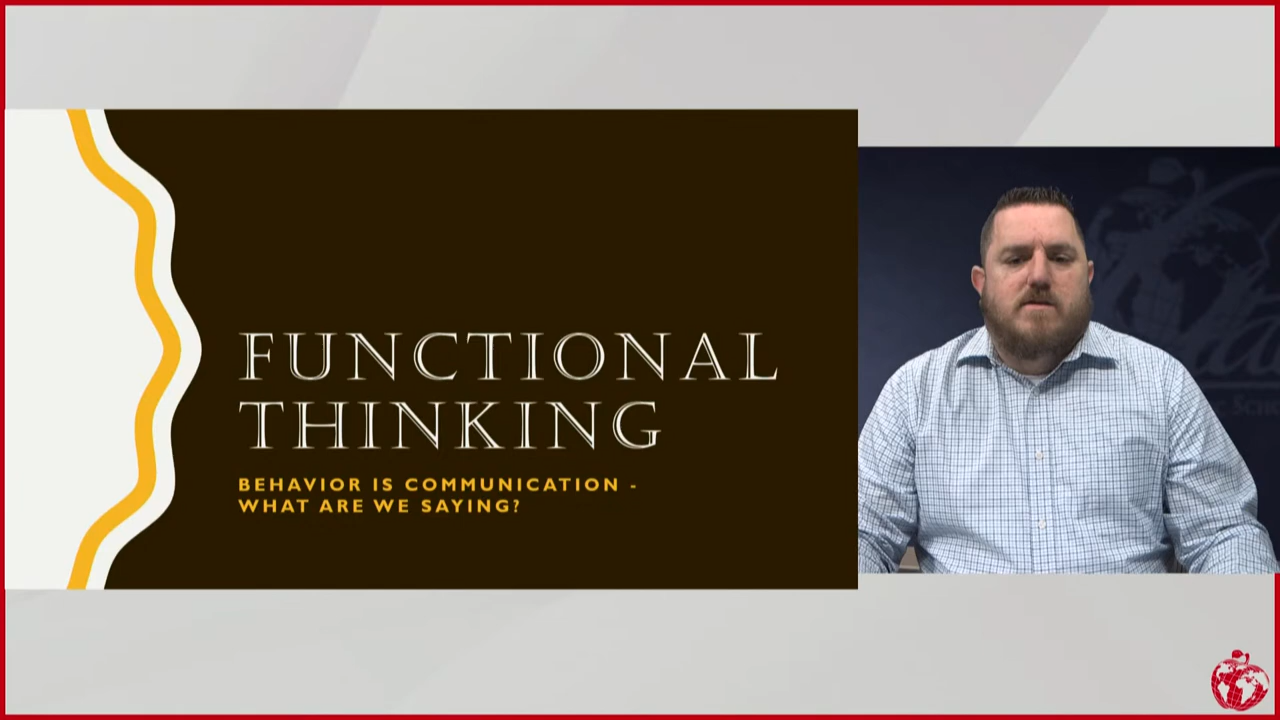 FUNCTIONAL
THINKING
BEHAVIOR IS COMMUNICATION -
WHAT ARE WE SAYING?